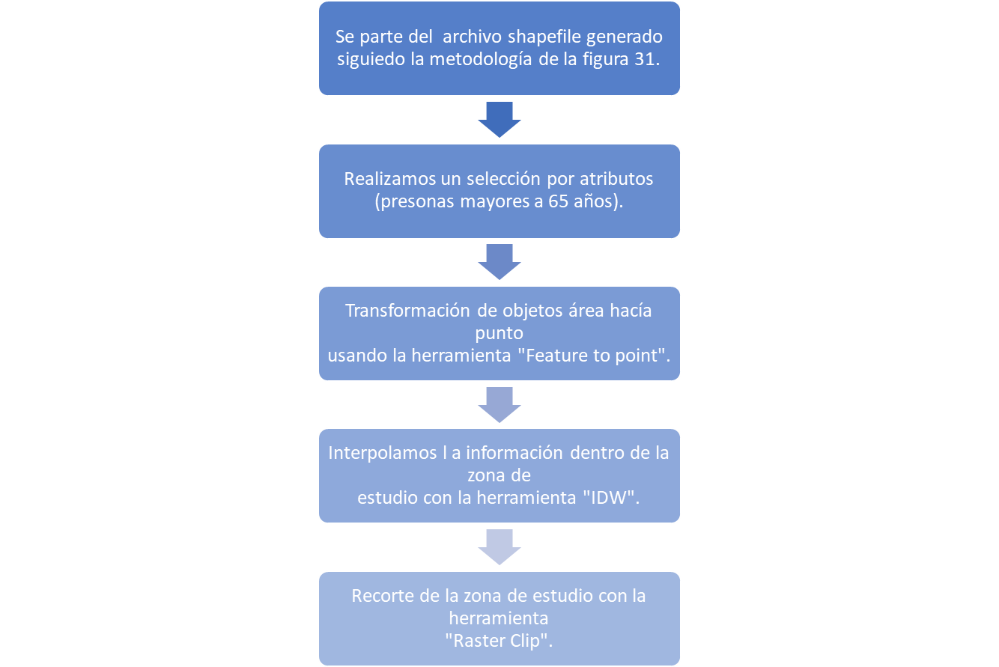 Se parte del archivo shapefile generado
siguiedo la metodología de la figura 31.
Realizamos un selección por atributos
(presonas mayores a 65 años).
Transformación de objetos área hacía
punto
usando la herramienta "Feature to point".
Interpolamos l a información dentro de la
zona de
estudio con la herramienta "IDW".
Recorte de la zona de estudio con la
herramienta
"Raster Clip".